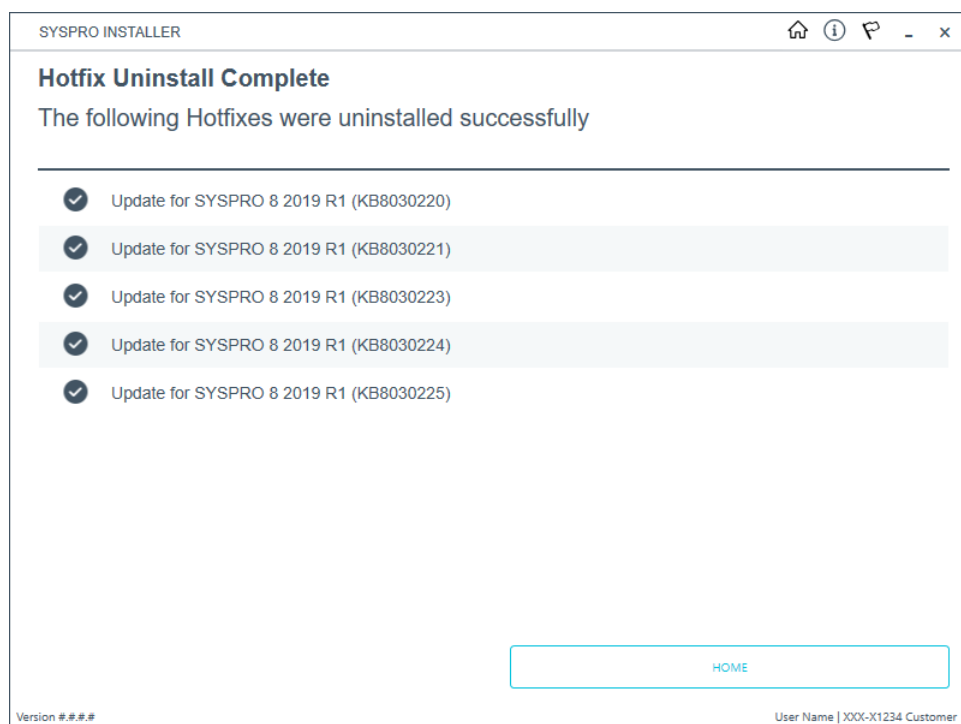 SYSPRO INSTALLER
Hotfix Uninstall Complete
The following Hotfixes were uninstalled successfully
Update for SYSPRO 8 2019 R1 (KB8030220)
Update for SYSPRO 8 2019 R1 (KB8030221)
Update for SYSPRO 8 2019 R1 (KB8030223)
Update for SYSPRO 8 2019 R1 (KB8030224)
Update for SYSPRO 8 2019 R1 (KB8030225)
HOME
Version #.#.#.#
User Name | XXX-X1234 Customer